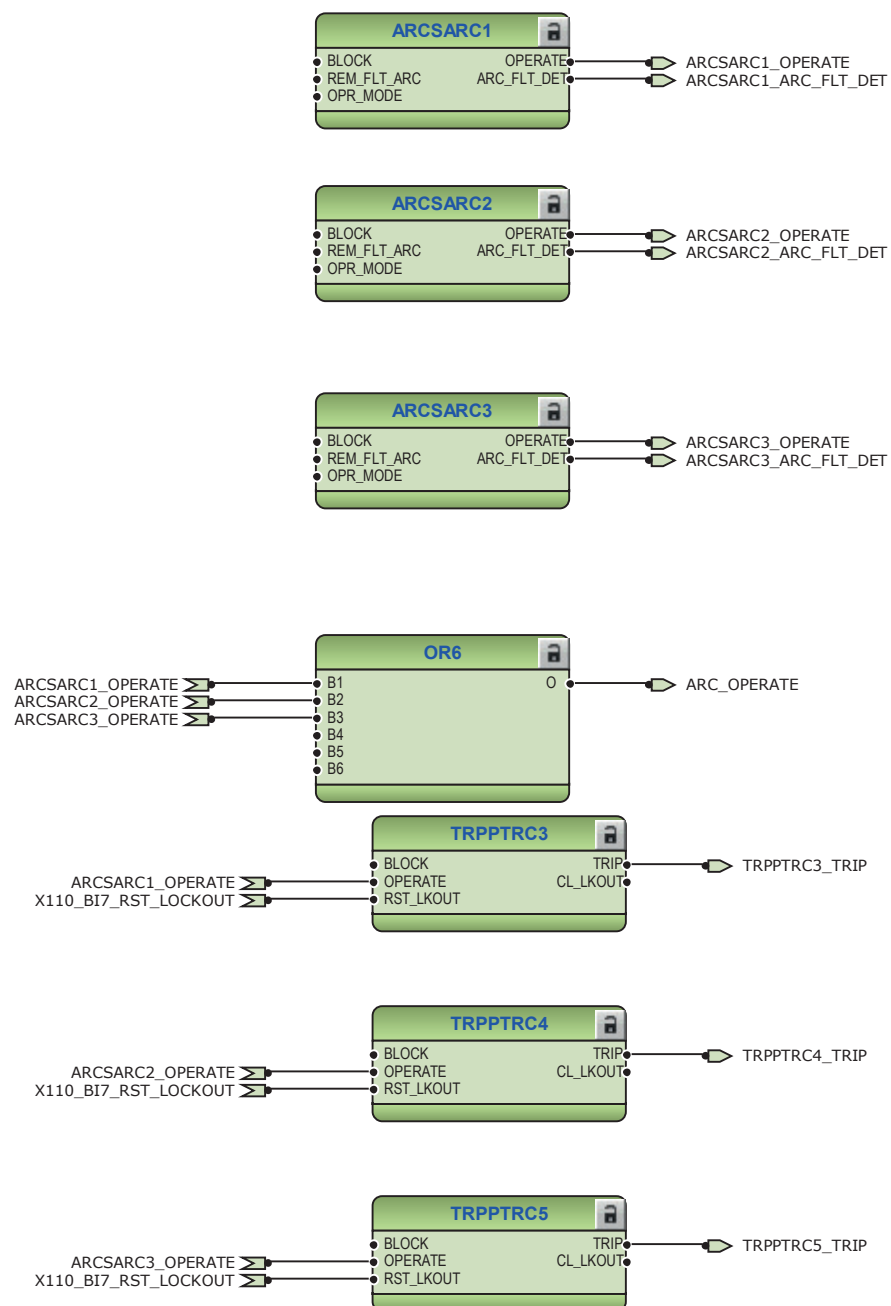 ARCSARC1
BLOCK OPERATE ARCSARC1_OPERATE
REM_FLT_ARC ARC_FLT_DET ARCSARC1_ARC_FLT_DET
OPR_MODE
ARCSARC2
BLOCK OPERATE ARCSARC2_OPERATE
REM_FLT_ARC ARC_FLT_DET ARCSARC2_ARC_FLT_DET
OPR_MODE
ARCSARC3
BLOCK OPERATE ARCSARC3_OPERATE
REM_FLT_ARC ARC_FLT_DET ARCSARC3_ARC_FLT_DET
OPR_MODE
OR6
ARCSARC1_OPERATE B1 O ARC_OPERATE
ARCSARC2_OPERATE B2
ARCSARC3_OPERATE B3
B4
B5
B6
TRPPTRC3
BLOCK TRIP TRPPTRC3_TRIP
ARCSARC1_OPERATE OPERATE CL_LKOUT
X110_BI7_RST_LOCKOUT RST_LKOUT
TRPPTRC4
BLOCK TRIP TRPPTRC4_TRIP
ARCSARC2_OPERATE OPERATE CL_LKOUT
X110_BI7_RST_LOCKOUT RST_LKOUT
TRPPTRC5
BLOCK TRIP TRPPTRC5_TRIP
ARCSARC3_OPERATE OPERATE CL_LKOUT
X110_BI7_RST_LOCKOUT RST_LKOUT